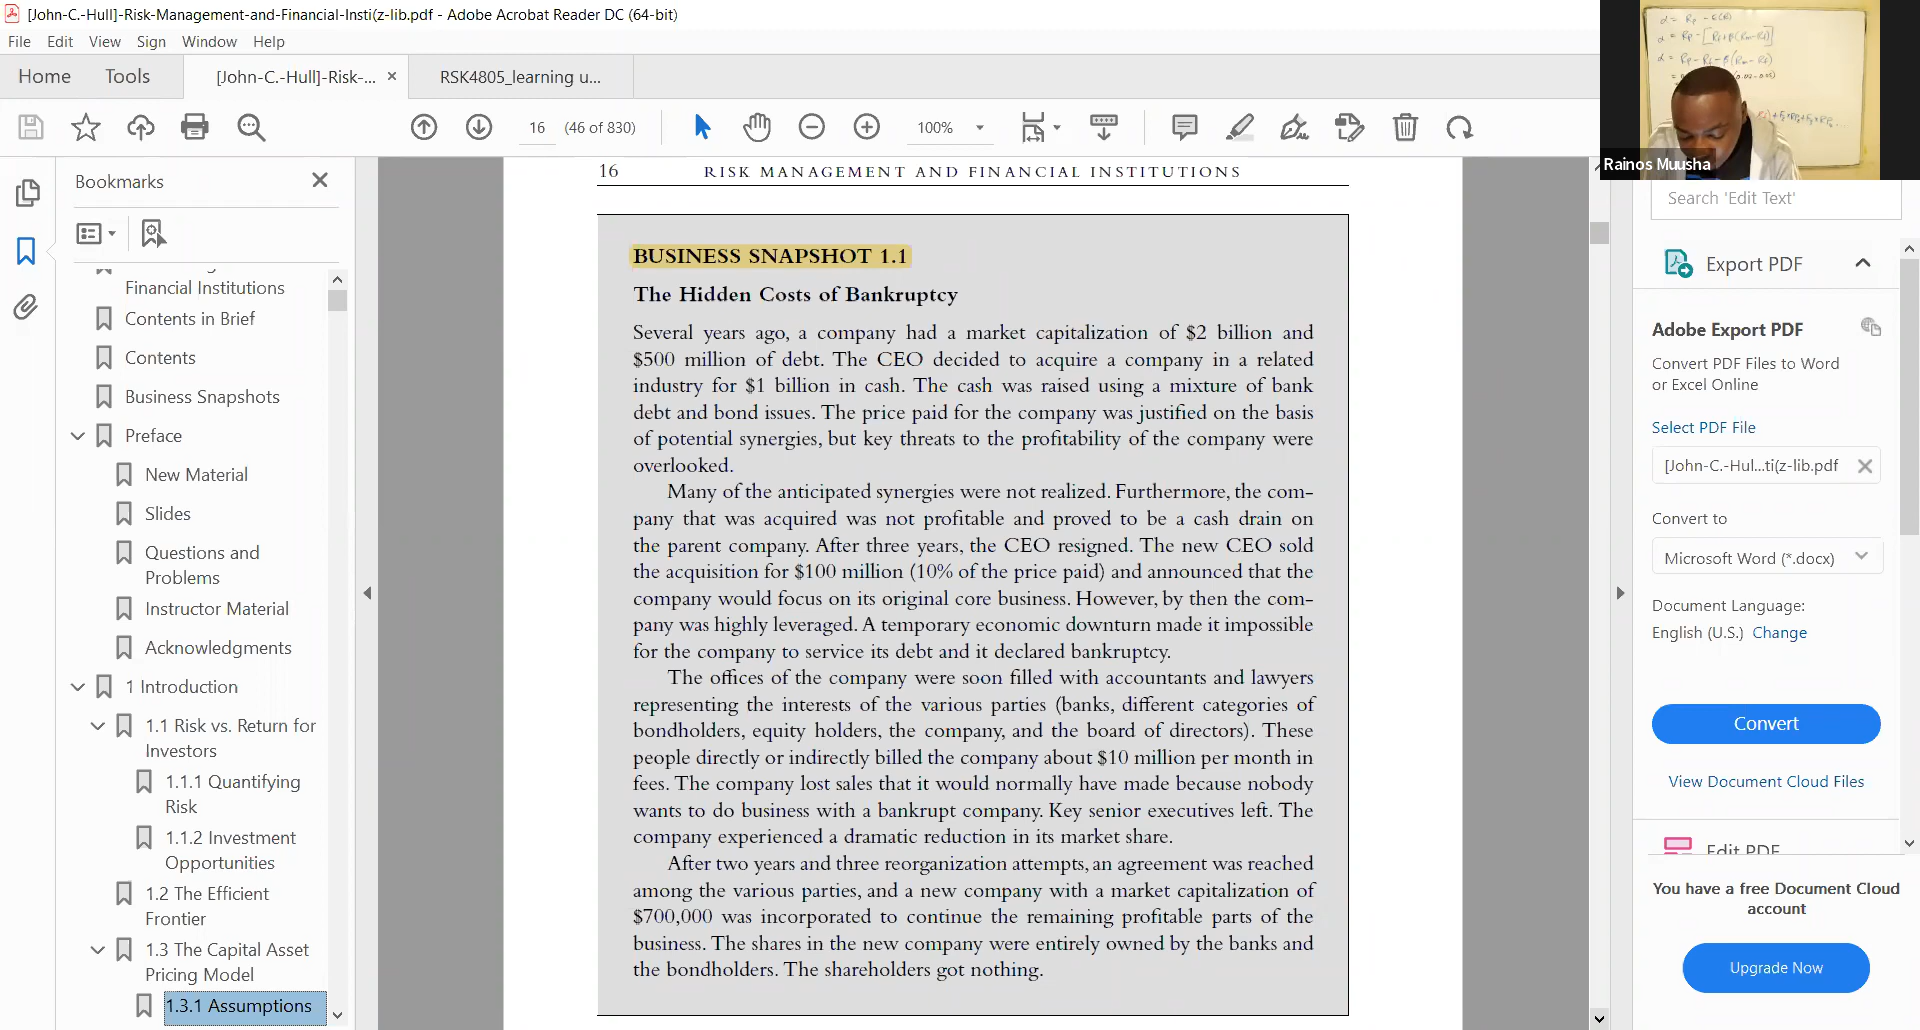 [John-C.-Hull]-Risk-Management-and-Financial-Insti(z-lib.pdf - Adobe Acrobat Reader DC (64-bit)
File Edit View Sign Window Help
Home Tools [John-C.-Hull]-Risk-... × RSK4805_learning u...
16 (46 of 830) 100%
Bookmarks
Financial Institutions
Contents in Brief
Contents
Business Snapshots
Preface
New Material
Slides
Questions and
Problems
Instructor Material
Acknowledgments
1 Introduction
1.1 Risk vs. Return for
Investors
1.1.1 Quantifying
Risk
1.1.2 Investment
Opportunities
1.2 The Efficient
Frontier
1.3 The Capital Asset
Pricing Model
1.3.1 Assumptions
16 RISK MANAGEMENT AND FINANCIAL INSTITUTIONS
BUSINESS SNAPSHOT 1.1
The Hidden Costs of Bankruptcy
Several years ago, a company had a market capitalization of $2 billion and
$500 million of debt. The CEO decided to acquire a company in a related
industry for $1 billion in cash. The cash was raised using a mixture of bank
debt and bond issues. The price paid for the company was justified on the basis
of potential synergies, but key threats to the profitability of the company were
overlooked.
Many of the anticipated synergies were not realized. Furthermore, the com-
pany that was acquired was not profitable and proved to be a cash drain on
the parent company. After three years, the CEO resigned. The new CEO sold
the acquisition for $100 million (10% of the price paid) and announced that the
company would focus on its original core business. However, by then the com-
pany was highly leveraged. A temporary economic downturn made it impossible
for the company to service its debt and it declared bankruptcy.
The offices of the company were soon filled with accountants and lawyers
representing the interests of the various parties (banks, different categories of
bondholders, equity holders, the company, and the board of directors). These
people directly or indirectly billed the company about $10 million per month in
fees. The company lost sales that it would normally have made because nobody
wants to do business with a bankrupt company. Key senior executives left. The
company experienced a dramatic reduction in its market share.
After two years and three reorganization attempts, an agreement was reached
among the various parties, and a new company with a market capitalization of
$700,000 was incorporated to continue the remaining profitable parts of the
business. The shares in the new company were entirely owned by the banks and
the bondholders. The shareholders got nothing.
Rainos Muusha
Search 'Edit Text'
Export PDF
Adobe Export PDF
Convert PDF Files to Word
or Excel Online
Select PDF File
[John-C.-Hul...ti(z-lib.pdf
Convert to
Microsoft Word (*.docx)
Document Language:
English (U.S.) Change
Convert
View Document Cloud Files
Edit PDF
You have a free Document Cloud
account
Upgrade Now